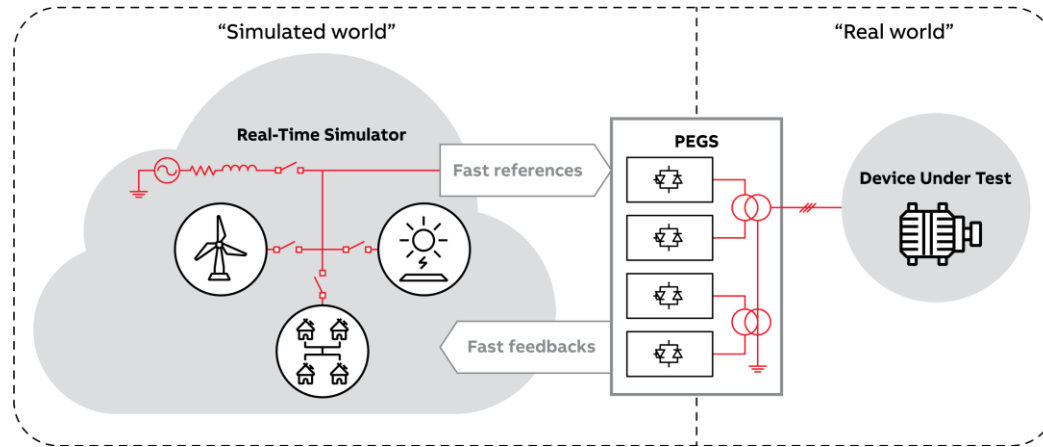 “Simulated world”
“Real world”
Real-Time Simulator
Fast references
PEGS
Device Under Test
Fast feedbacks